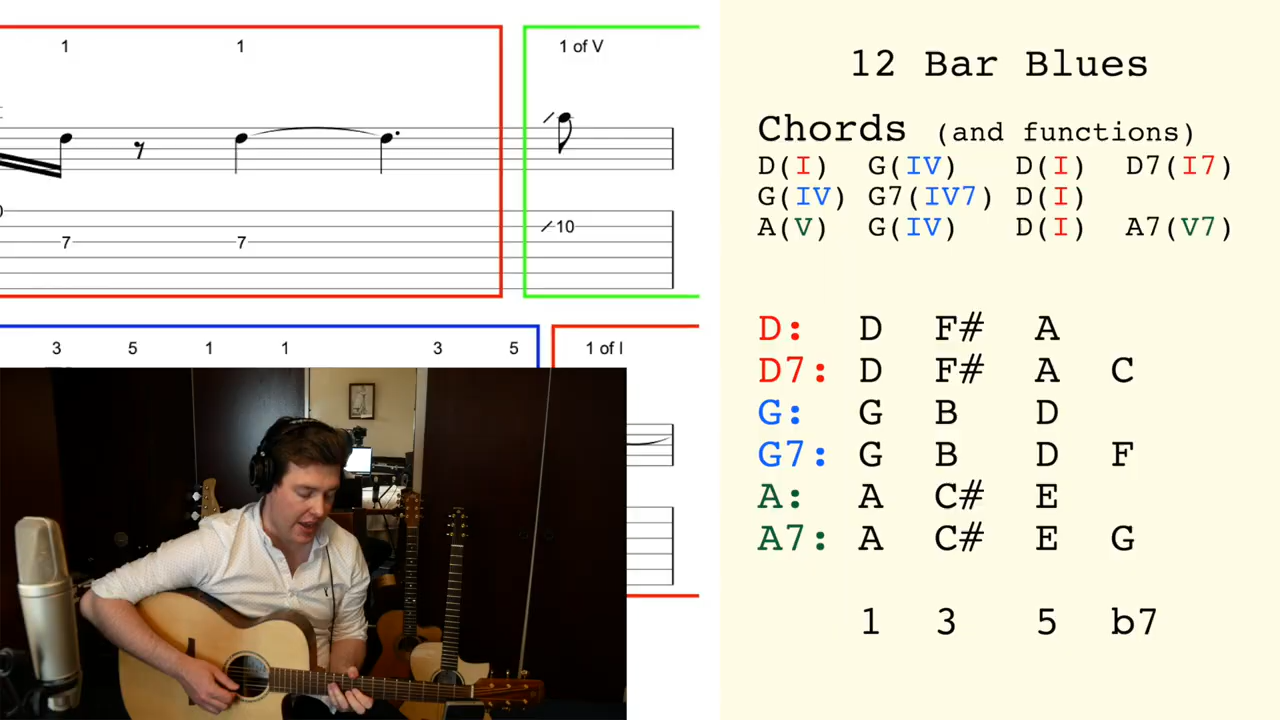 1 1 1 of V
7 7 10
3 5 1 1 3 5 1 of I
12 Bar Blues
Chords (and functions)
D(I) G(IV) D(I) D7(I7)
G(IV) G7(IV7) D(I)
A(V) G(IV) D(I) A7(V7)
D: D F# A
D7: D F# A C
G: G B D
G7: G B D F
A: A C# E
A7: A C# E G
1 3 5 b7